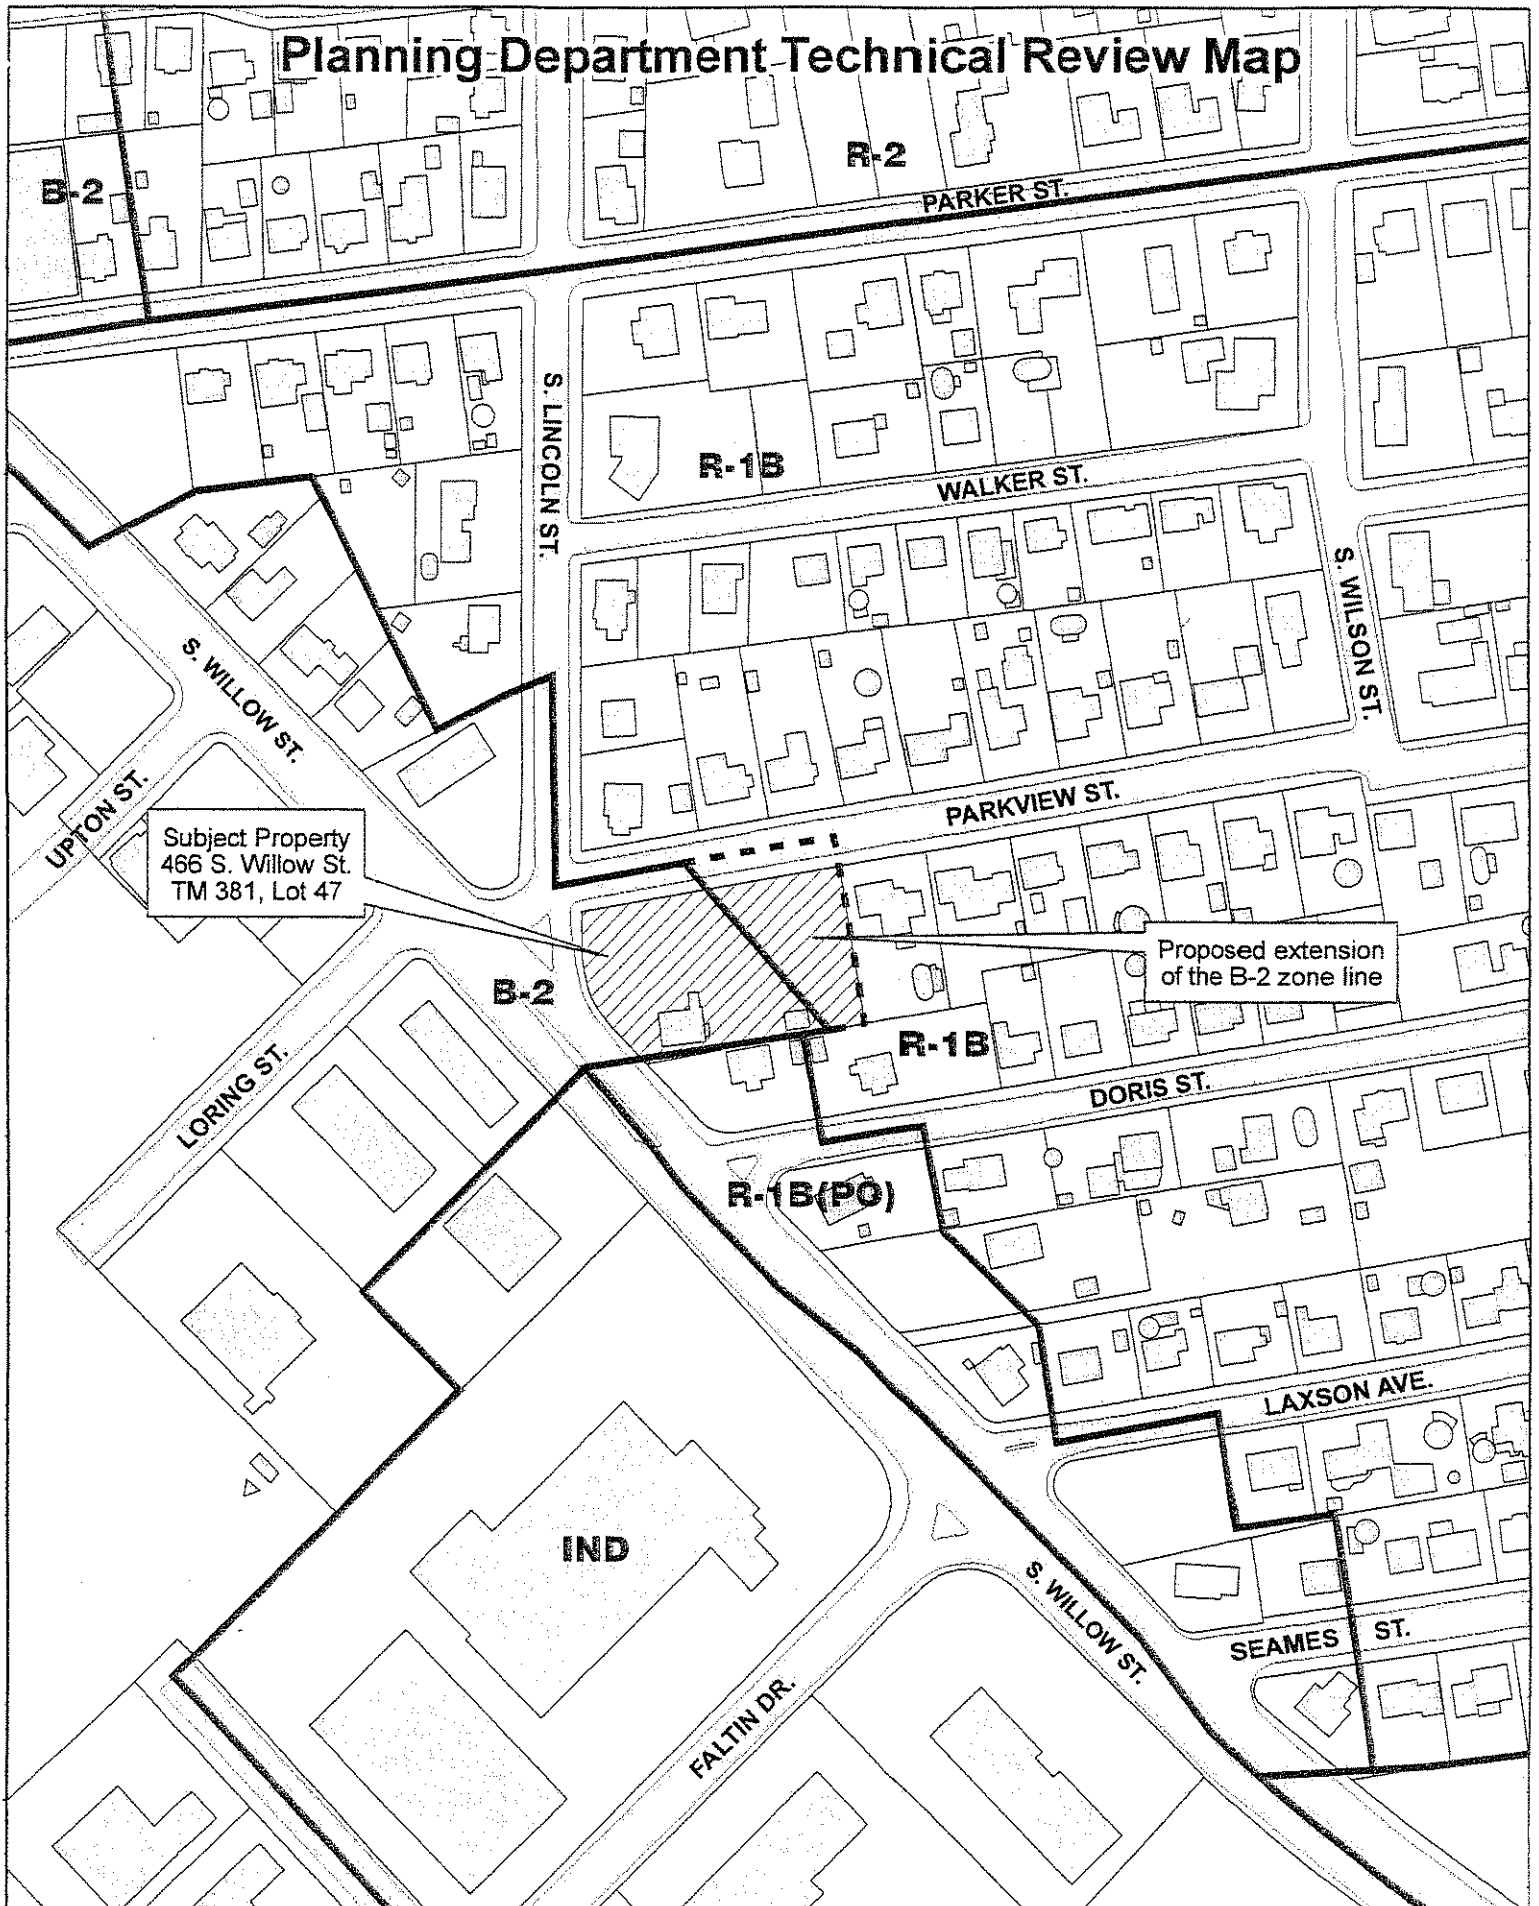 Planning Department Technical Review Map
R-2
B-2
PARKER ST.
S. LINCOLN ST.
R-1B
WALKER ST.
S. WILSON ST.
S. WILLOW ST.
UPTON ST.
PARKVIEW ST.
Subject Property
466 S. Willow St.
TM 381, Lot 47
Proposed extension
of the B-2 zone line
B-2
R-1B
LORING ST.
DORIS ST.
R-1B(PO)
LAXSON AVE.
IND
S. WILLOW ST.
SEAMES ST.
FALTIN DR.